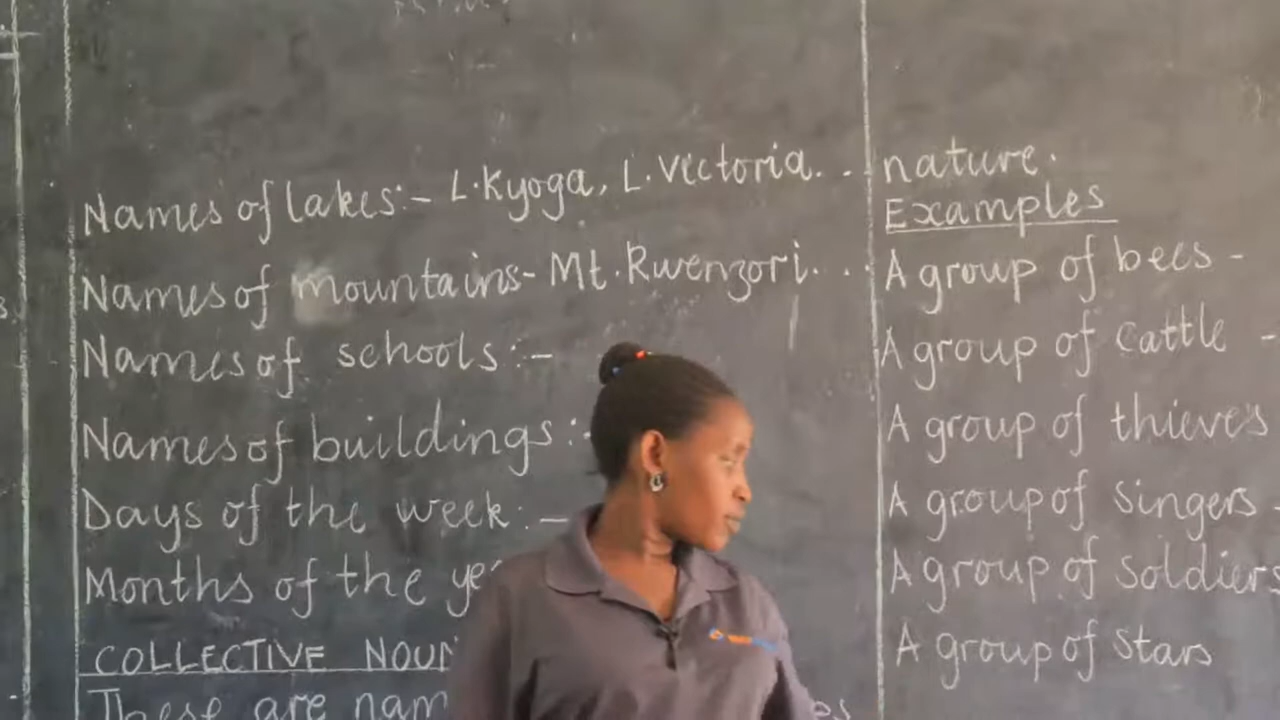 Names of lakes:- L.Kyoga, L.Vectoria...
Names of mountains- Mt.Rwenzori...
Names of schools:-
Names of buildings:-
Days of the week:-
Months of the ye
COLLECTIVE NOUN
These are nam
nature.
Examples
A group of bees -
A group of cattle -
A group of thieve's
A group of singers -
A group of soldiers
A group of stars